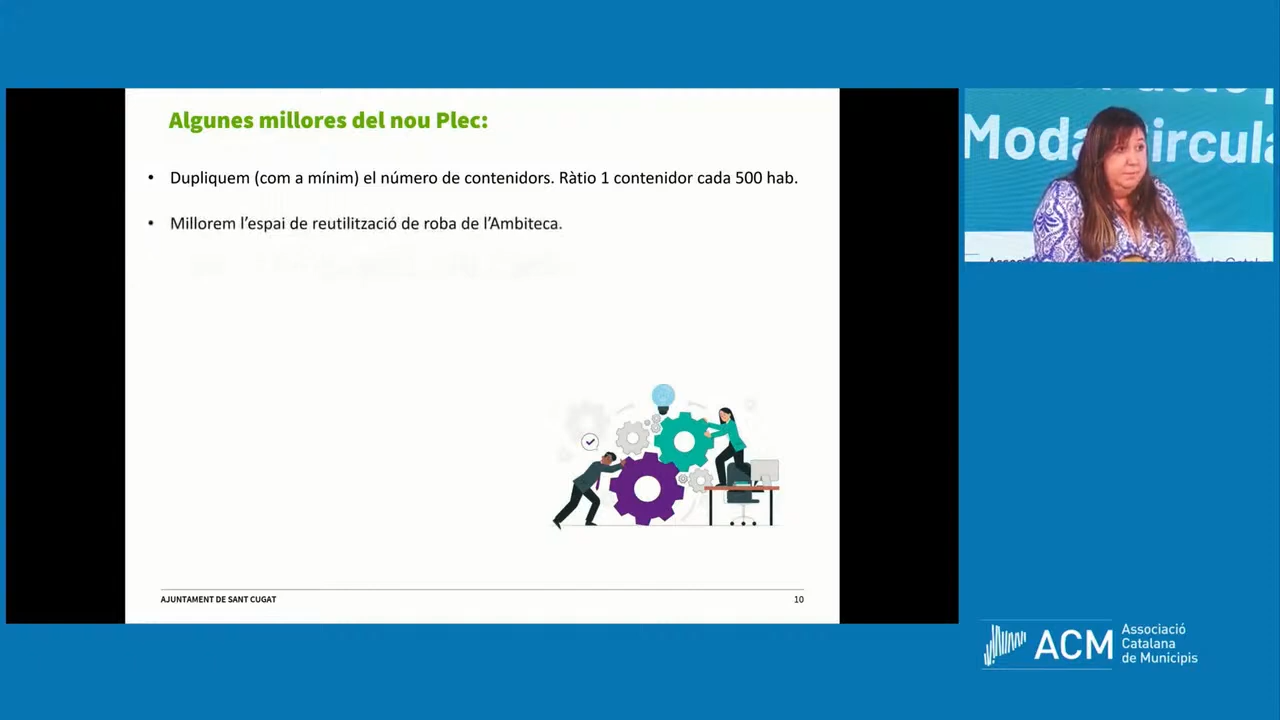 Algunes millores del nou Plec:
• Dupliquem (com a mínim) el número de contenidors. Ràtio 1 contenidor cada 500 hab.
• Millorem l’espai de reutilització de roba de l’Ambiteca.
AJUNTAMENT DE SANT CUGAT
10
Moda Circula
ACM
Associació
Catalana
de Municipis